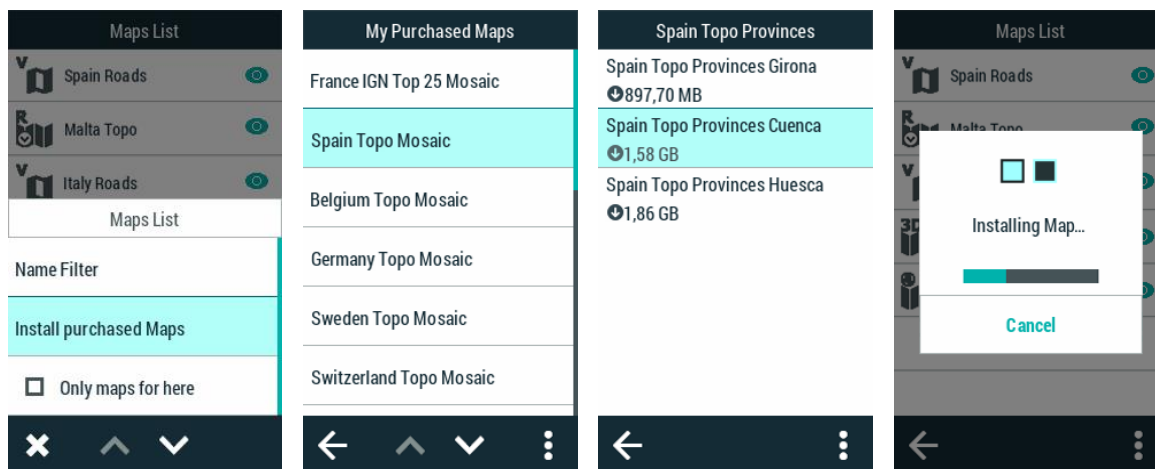 Maps List
V
Spain Roads
R
Malta Topo
V
Italy Roads
Maps List
Name Filter
Install purchased Maps
Only maps for here
My Purchased Maps
France IGN Top 25 Mosaic
Spain Topo Mosaic
Belgium Topo Mosaic
Germany Topo Mosaic
Sweden Topo Mosaic
Switzerland Topo Mosaic
Spain Topo Provinces
Spain Topo Provinces Girona
897,70 MB
Spain Topo Provinces Cuenca
1,58 GB
Spain Topo Provinces Huesca
1,86 GB
Maps List
V
Spain Roads
R
Malta Topo
V
3D
Installing Map...
Cancel